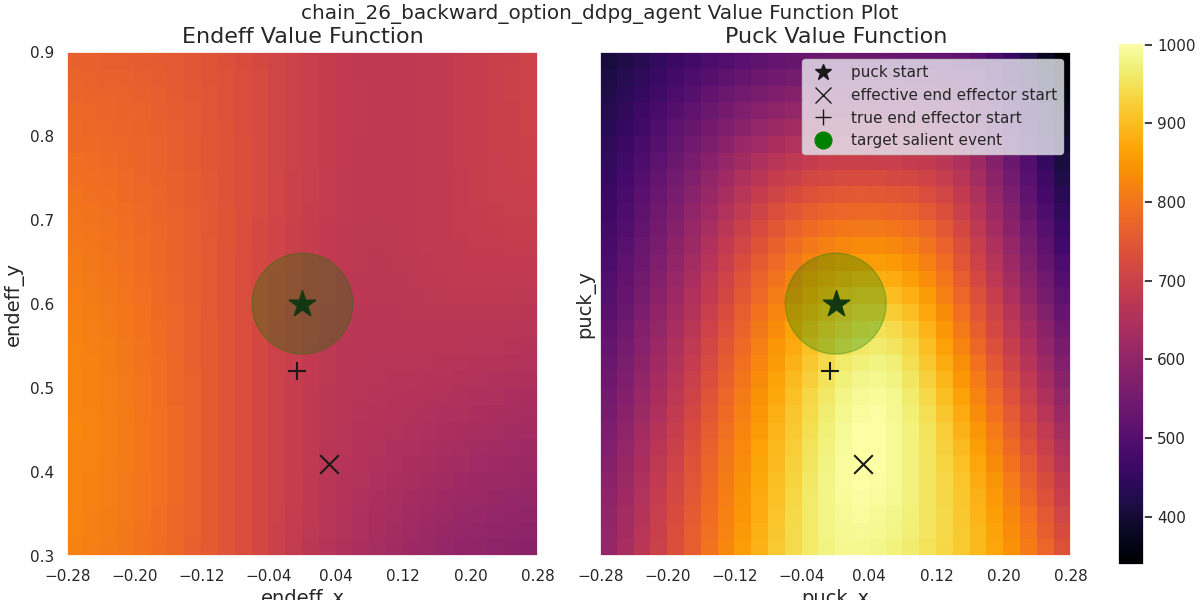 chain_26_backward_option_ddpg_agent Value Function Plot
Endeff Value Function
Puck Value Function
0.9
0.8
0.7
0.6
0.5
0.4
0.3
endeff_y
−0.28 −0.20 −0.12 −0.04 0.04 0.12 0.20 0.28
endeff_x
puck start
effective end effector start
true end effector start
target salient event
puck_y
−0.28 −0.20 −0.12 −0.04 0.04 0.12 0.20 0.28
puck_x
1000
900
800
700
600
500
400